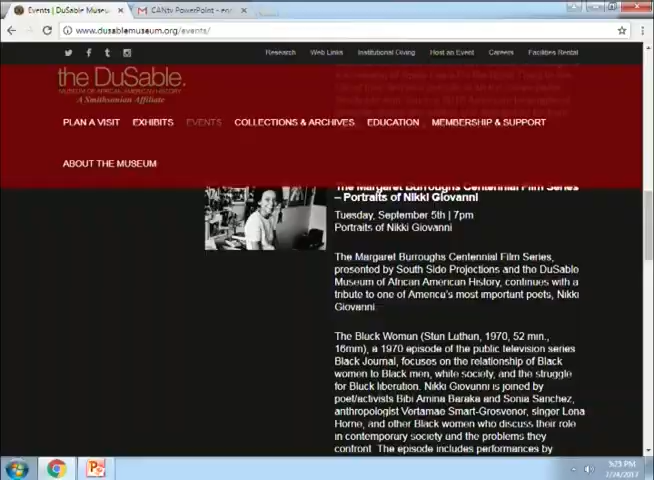 Events | DuSable Museu
CANtv PowerPoint - en
www.dusablemuseum.org/events/
Research Web Links Institutional Giving Host an Event Careers Facilities Rental
the DuSable.
MUSEUM OF AFRICAN AMERICAN HISTORY
A Smithsonian Affiliate
PLAN A VISIT EXHIBITS EVENTS COLLECTIONS & ARCHIVES EDUCATION MEMBERSHIP & SUPPORT
ABOUT THE MUSEUM
The Margaret Burroughs Centennial Film Series
– Portraits of Nikki Giovanni
Tuesday, September 5th | 7pm
Portraits of Nikki Giovanni
The Margaret Burroughs Centennial Film Series,
presented by South Side Projections and the DuSable
Museum of African American History, continues with a
tribute to one of America's most important poets, Nikki
Giovanni.
The Black Woman (Stan Lathan, 1970, 52 min.,
16mm), a 1970 episode of the public television series
Black Journal, focuses on the relationship of Black
women to Black men, white society, and the struggle
for Black liberation. Nikki Giovanni is joined by
poet/activists Bibi Amina Baraka and Sonia Sanchez,
anthropologist Vertamae Smart-Grosvenor, singer Lena
Horne, and other Black women who discuss their role
in contemporary society and the problems they
confront. The episode includes performances by
5:25 PM
7/24/2017